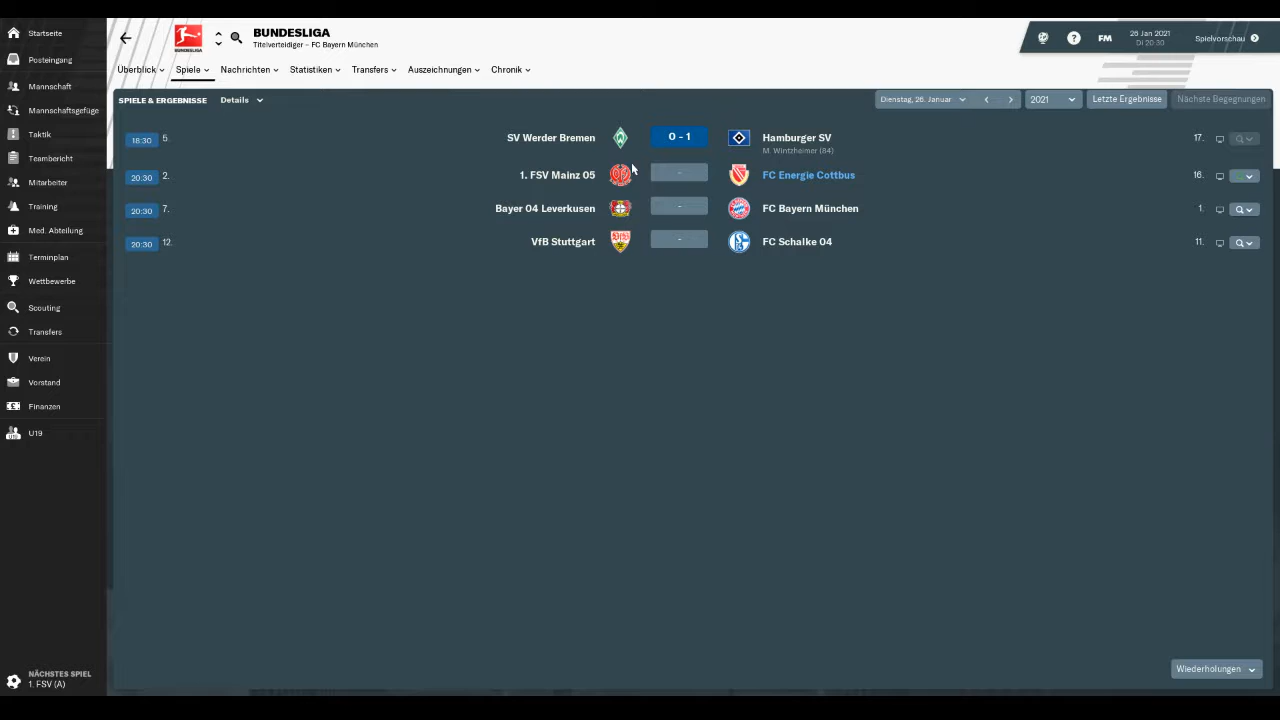 Startseite
Posteingang
Mannschaft
Mannschaftsgefüge
Taktik
Teambericht
Mitarbeiter
Training
Med. Abteilung
Terminplan
Wettbewerbe
Scouting
Transfers
Verein
Vorstand
Finanzen
U19
NÄCHSTES SPIEL
1. FSV (A)
BUNDESLIGA
Titelverteidiger – FC Bayern München
FM
26 Jan 2021
Di 20:30
Spielvorschau
Überblick Spiele Nachrichten Statistiken Transfers Auszeichnungen Chronik
SPIELE & ERGEBNISSE Details Dienstag, 26. Januar 2021 Letzte Ergebnisse Nächste Begegnungen
18:30 5. SV Werder Bremen 0 - 1 Hamburger SV 17.
M. Wintzheimer (84)
20:30 2. 1. FSV Mainz 05 - FC Energie Cottbus 16.
20:30 7. Bayer 04 Leverkusen - FC Bayern München 1.
20:30 12. VfB Stuttgart - FC Schalke 04 11.
Wiederholungen